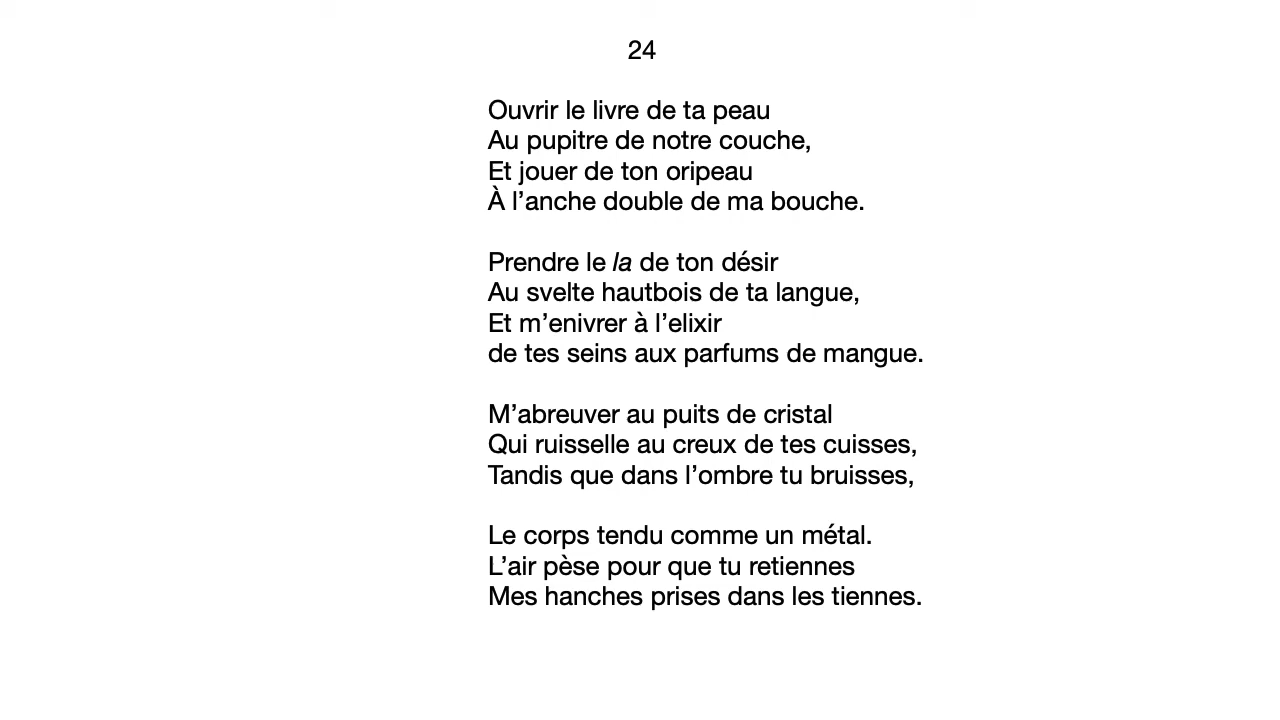 24
Ouvrir le livre de ta peau
Au pupitre de notre couche,
Et jouer de ton oripeau
À l’anche double de ma bouche.
Prendre le la de ton désir
Au svelte hautbois de ta langue,
Et m’enivrer à l’elixir
de tes seins aux parfums de mangue.
M’abreuver au puits de cristal
Qui ruisselle au creux de tes cuisses,
Tandis que dans l’ombre tu bruisses,
Le corps tendu comme un métal.
L’air pèse pour que tu retiennes
Mes hanches prises dans les tiennes.